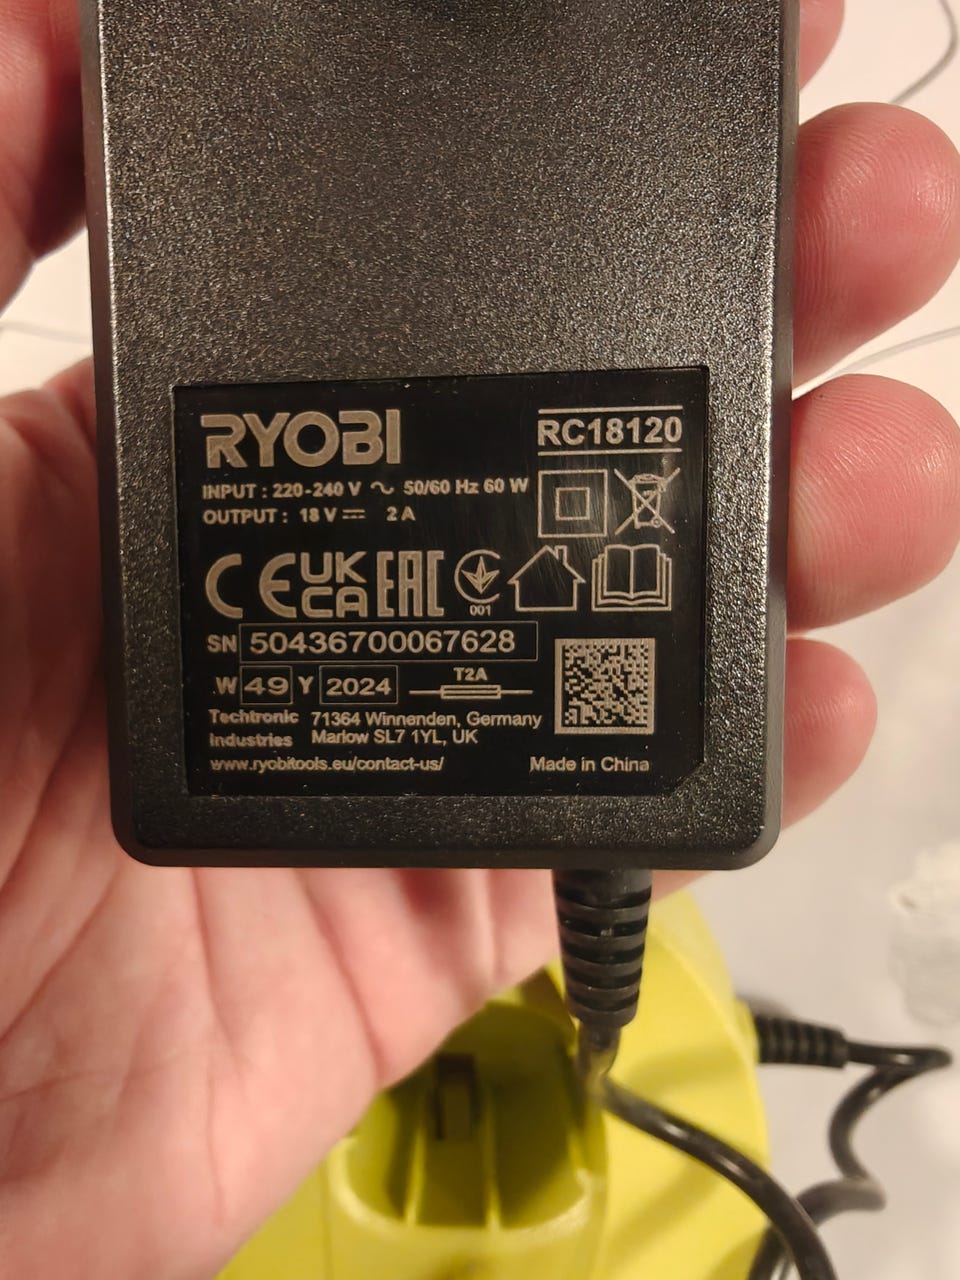 RYOBI
RC18120
INPUT : 220-240 V ∿ 50/60 Hz 60 W
OUTPUT : 18 V ⎓ 2 A
CE UK CA EAC
001
SN 50436700067628
W 49 Y 2024 T2A
Techtronic Industries
71364 Winnenden, Germany
Marlow SL7 1YL, UK
www.ryobitools.eu/contact-us/
Made in China